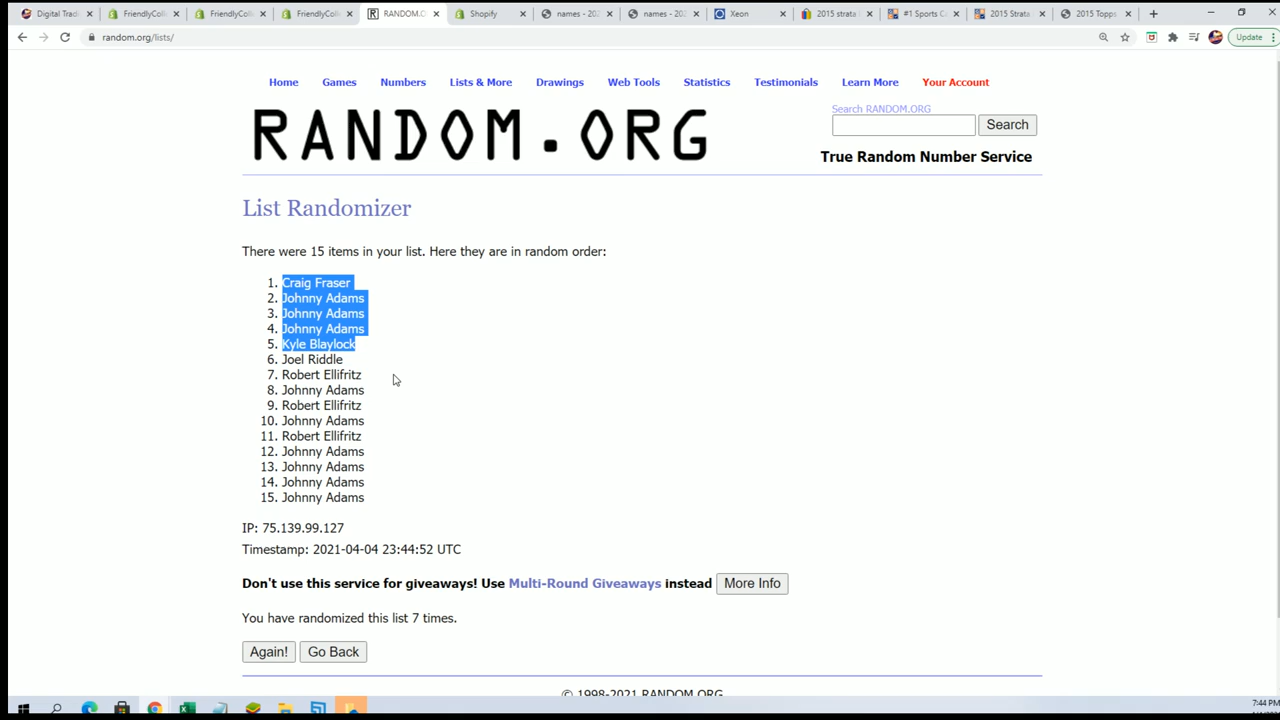 Digital Tradi
FriendlyColl
FriendlyColl
FriendlyColl
RANDOM.O
Shopify
names - 202
names - 202
Xeon
2015 strata
#1 Sports C
2015 Strata
2015 Topps
random.org/lists/
Update
Home
Games
Numbers
Lists & More
Drawings
Web Tools
Statistics
Testimonials
Learn More
Your Account
RANDOM.ORG
Search RANDOM.ORG
Search
True Random Number Service
List Randomizer
There were 15 items in your list. Here they are in random order:
1. Craig Fraser
2. Johnny Adams
3. Johnny Adams
4. Johnny Adams
5. Kyle Blaylock
6. Joel Riddle
7. Robert Ellifritz
8. Johnny Adams
9. Robert Ellifritz
10. Johnny Adams
11. Robert Ellifritz
12. Johnny Adams
13. Johnny Adams
14. Johnny Adams
15. Johnny Adams
IP: 75.139.99.127
Timestamp: 2021-04-04 23:44:52 UTC
Don't use this service for giveaways! Use Multi-Round Giveaways instead
More Info
You have randomized this list 7 times.
Again!
Go Back
© 1998-2021 RANDOM.ORG
7:44 PM